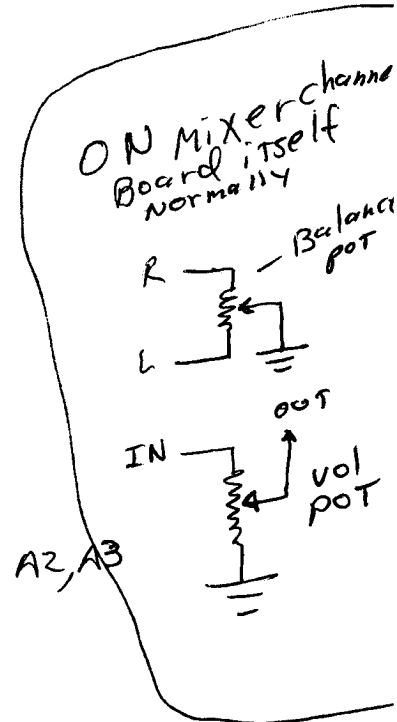 ON Mixer channe
Board itself
Normally
Balance
pot
R
L
OUT
IN
vol
pot
A2, A3